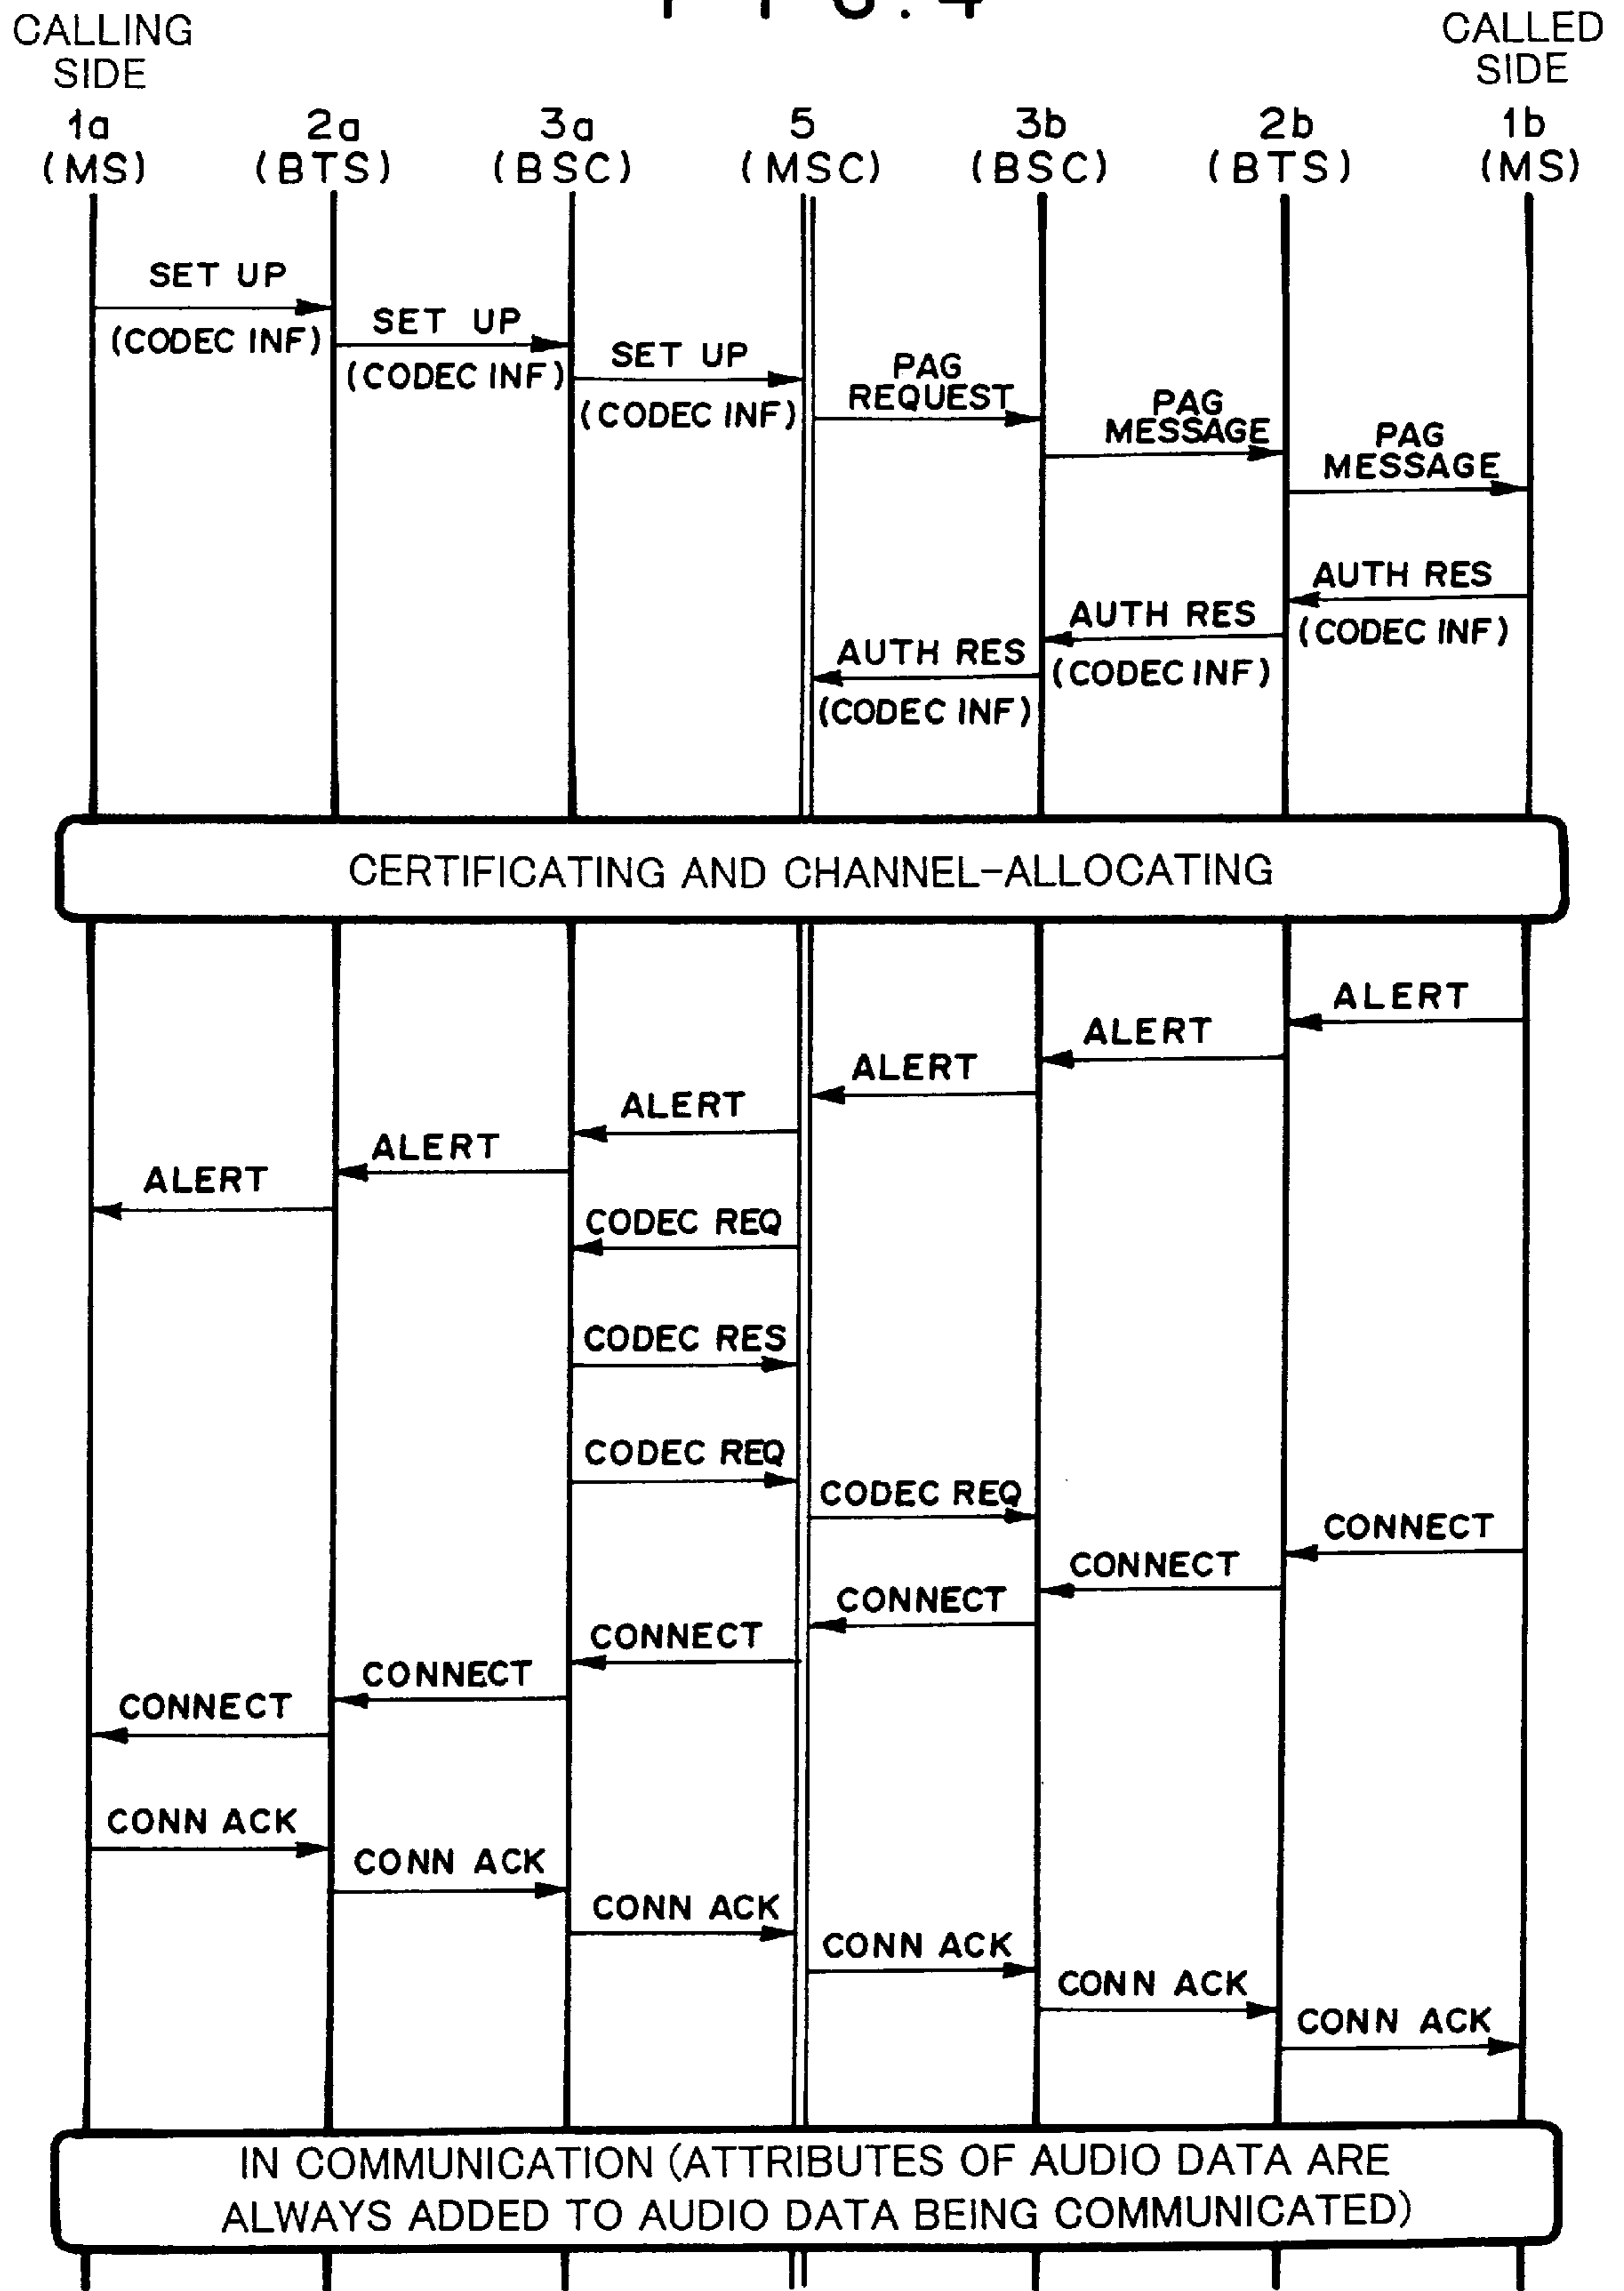 FIG. 4
CALLING
SIDE
CALLED
SIDE
1a
2a
3a
5
3b
2b
1b
(MS)
(BTS)
(BSC)
(MSC)
(BSC)
(BTS)
(MS)
SET UP
(CODEC INF)
SET UP
(CODEC INF)
SET UP
(CODEC INF)
PAG
REQUEST
PAG
MESSAGE
PAG
MESSAGE
AUTH RES
(CODEC INF)
AUTH RES
(CODEC INF)
AUTH RES
(CODEC INF)
CERTIFICATING AND CHANNEL-ALLOCATING
ALERT
ALERT
ALERT
ALERT
ALERT
ALERT
CODEC REQ
CODEC RES
CODEC REQ
CODEC REQ
CONNECT
CONNECT
CONNECT
CONNECT
CONNECT
CONNECT
CONN ACK
CONN ACK
CONN ACK
CONN ACK
CONN ACK
CONN ACK
IN COMMUNICATION (ATTRIBUTES OF AUDIO DATA ARE
ALWAYS ADDED TO AUDIO DATA BEING COMMUNICATED)